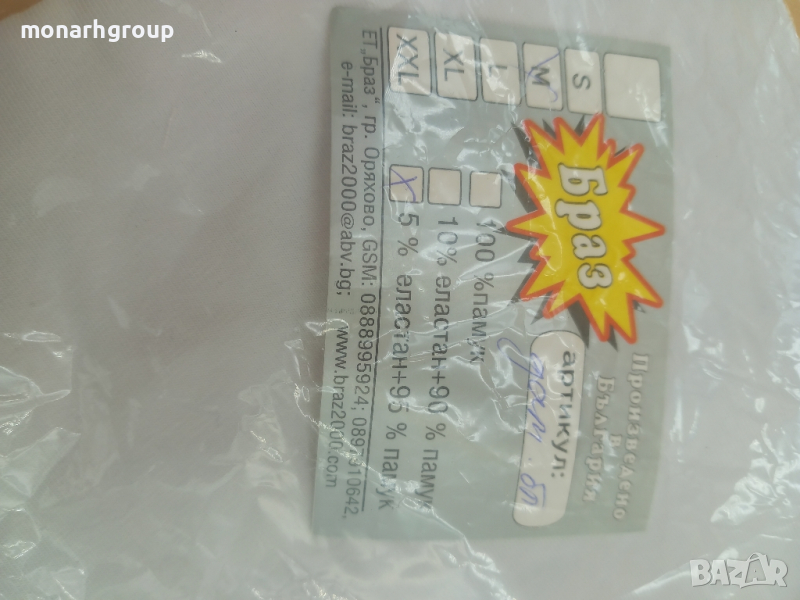 monarhgroup
S
M
L
XL
XXL
Браз
Произведено
в
България
артикул:
100 %памук
10% еластан+90 % памук
5 % еластан+95 % памук
ЕТ„Браз“, гр. Оряхово, GSM: 0888995924;
e-mail: braz2000@abv.bg; www.braz2000.com
BAZAR